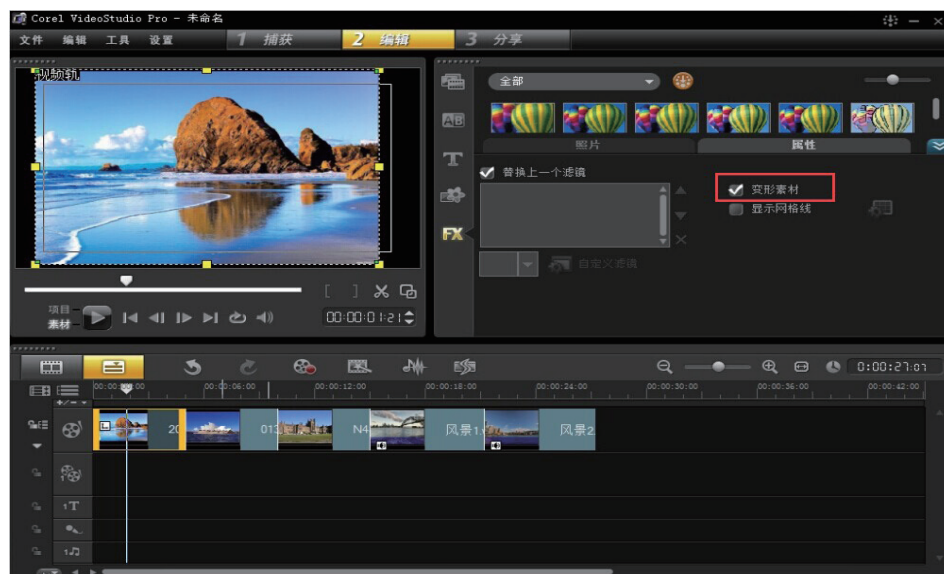 Corel VideoStudio Pro - 未命名
文件 编辑 工具 设置 1 捕获 2 编辑 3 分享
视频轨
全部
AB
T
照片 属性
替换上一个滤镜
变形素材
显示网格线
FX
自定义滤镜
项目
素材
00:00:01:21
0:00:27:01
00:00:06:00 00:00:12:00 00:00:18:00 00:00:24:00 00:00:30:00 00:00:36:00 00:00:42:00
20 013 N4 风景1. 风景2
1T
1